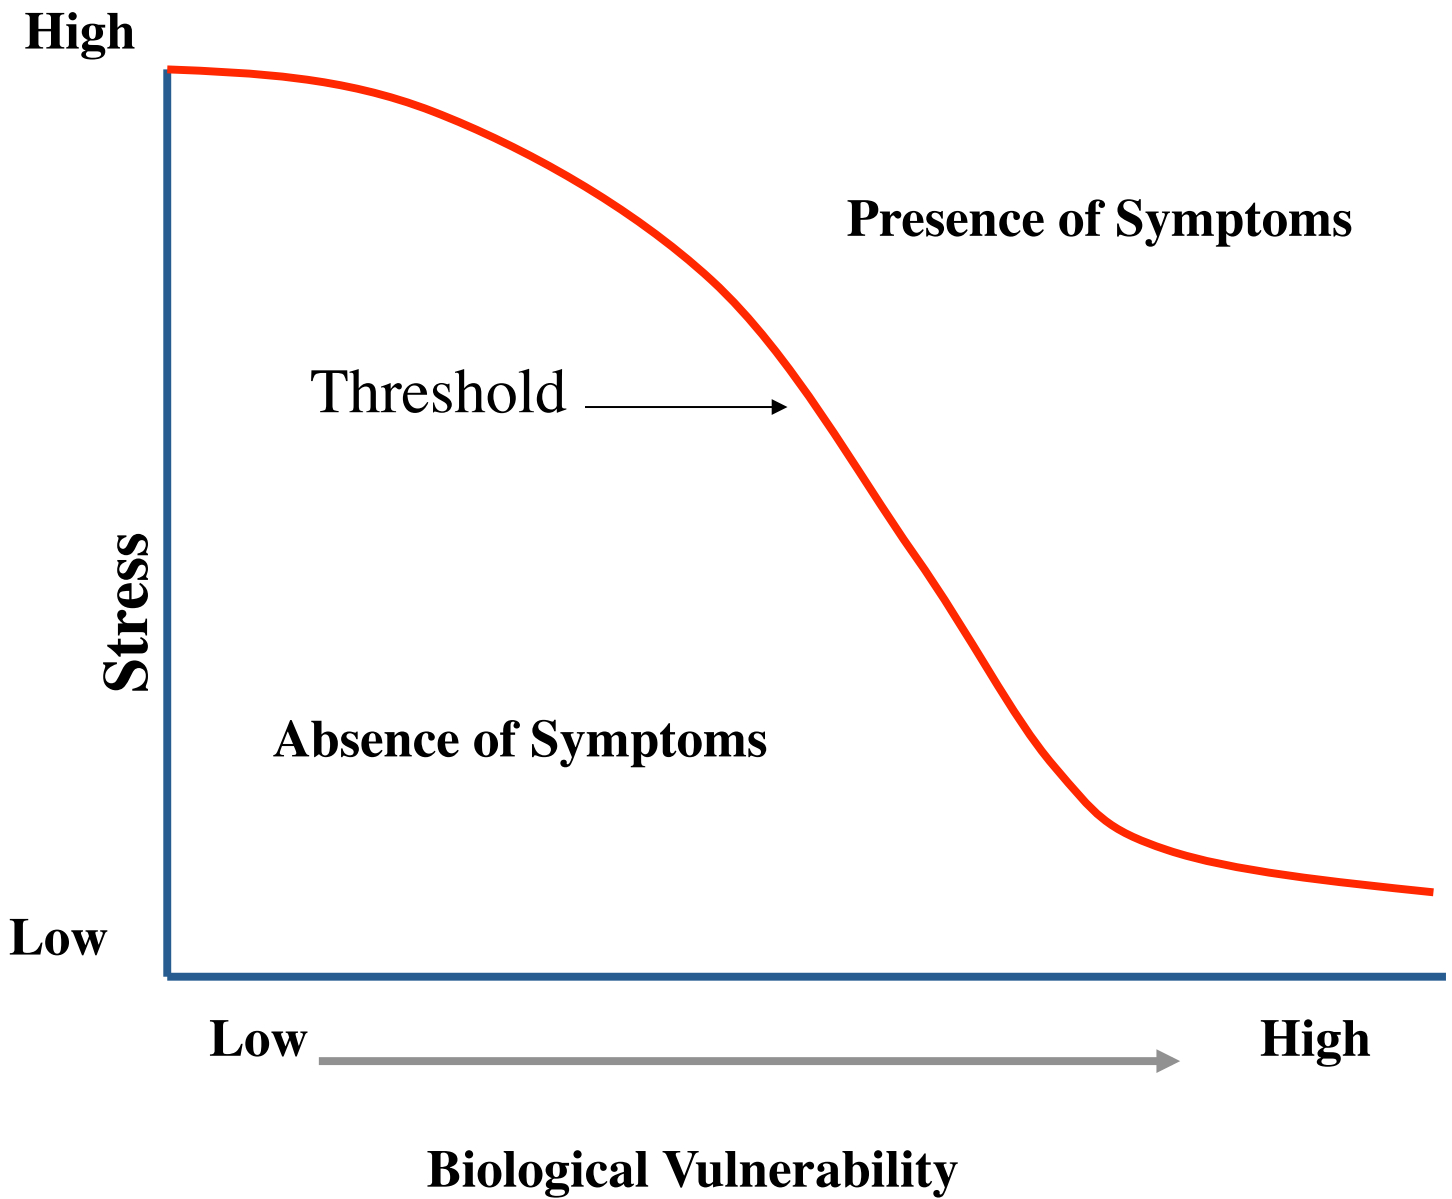 High
Presence of Symptoms
Threshold
Stress
Absence of Symptoms
Low
Low
High
Biological Vulnerability